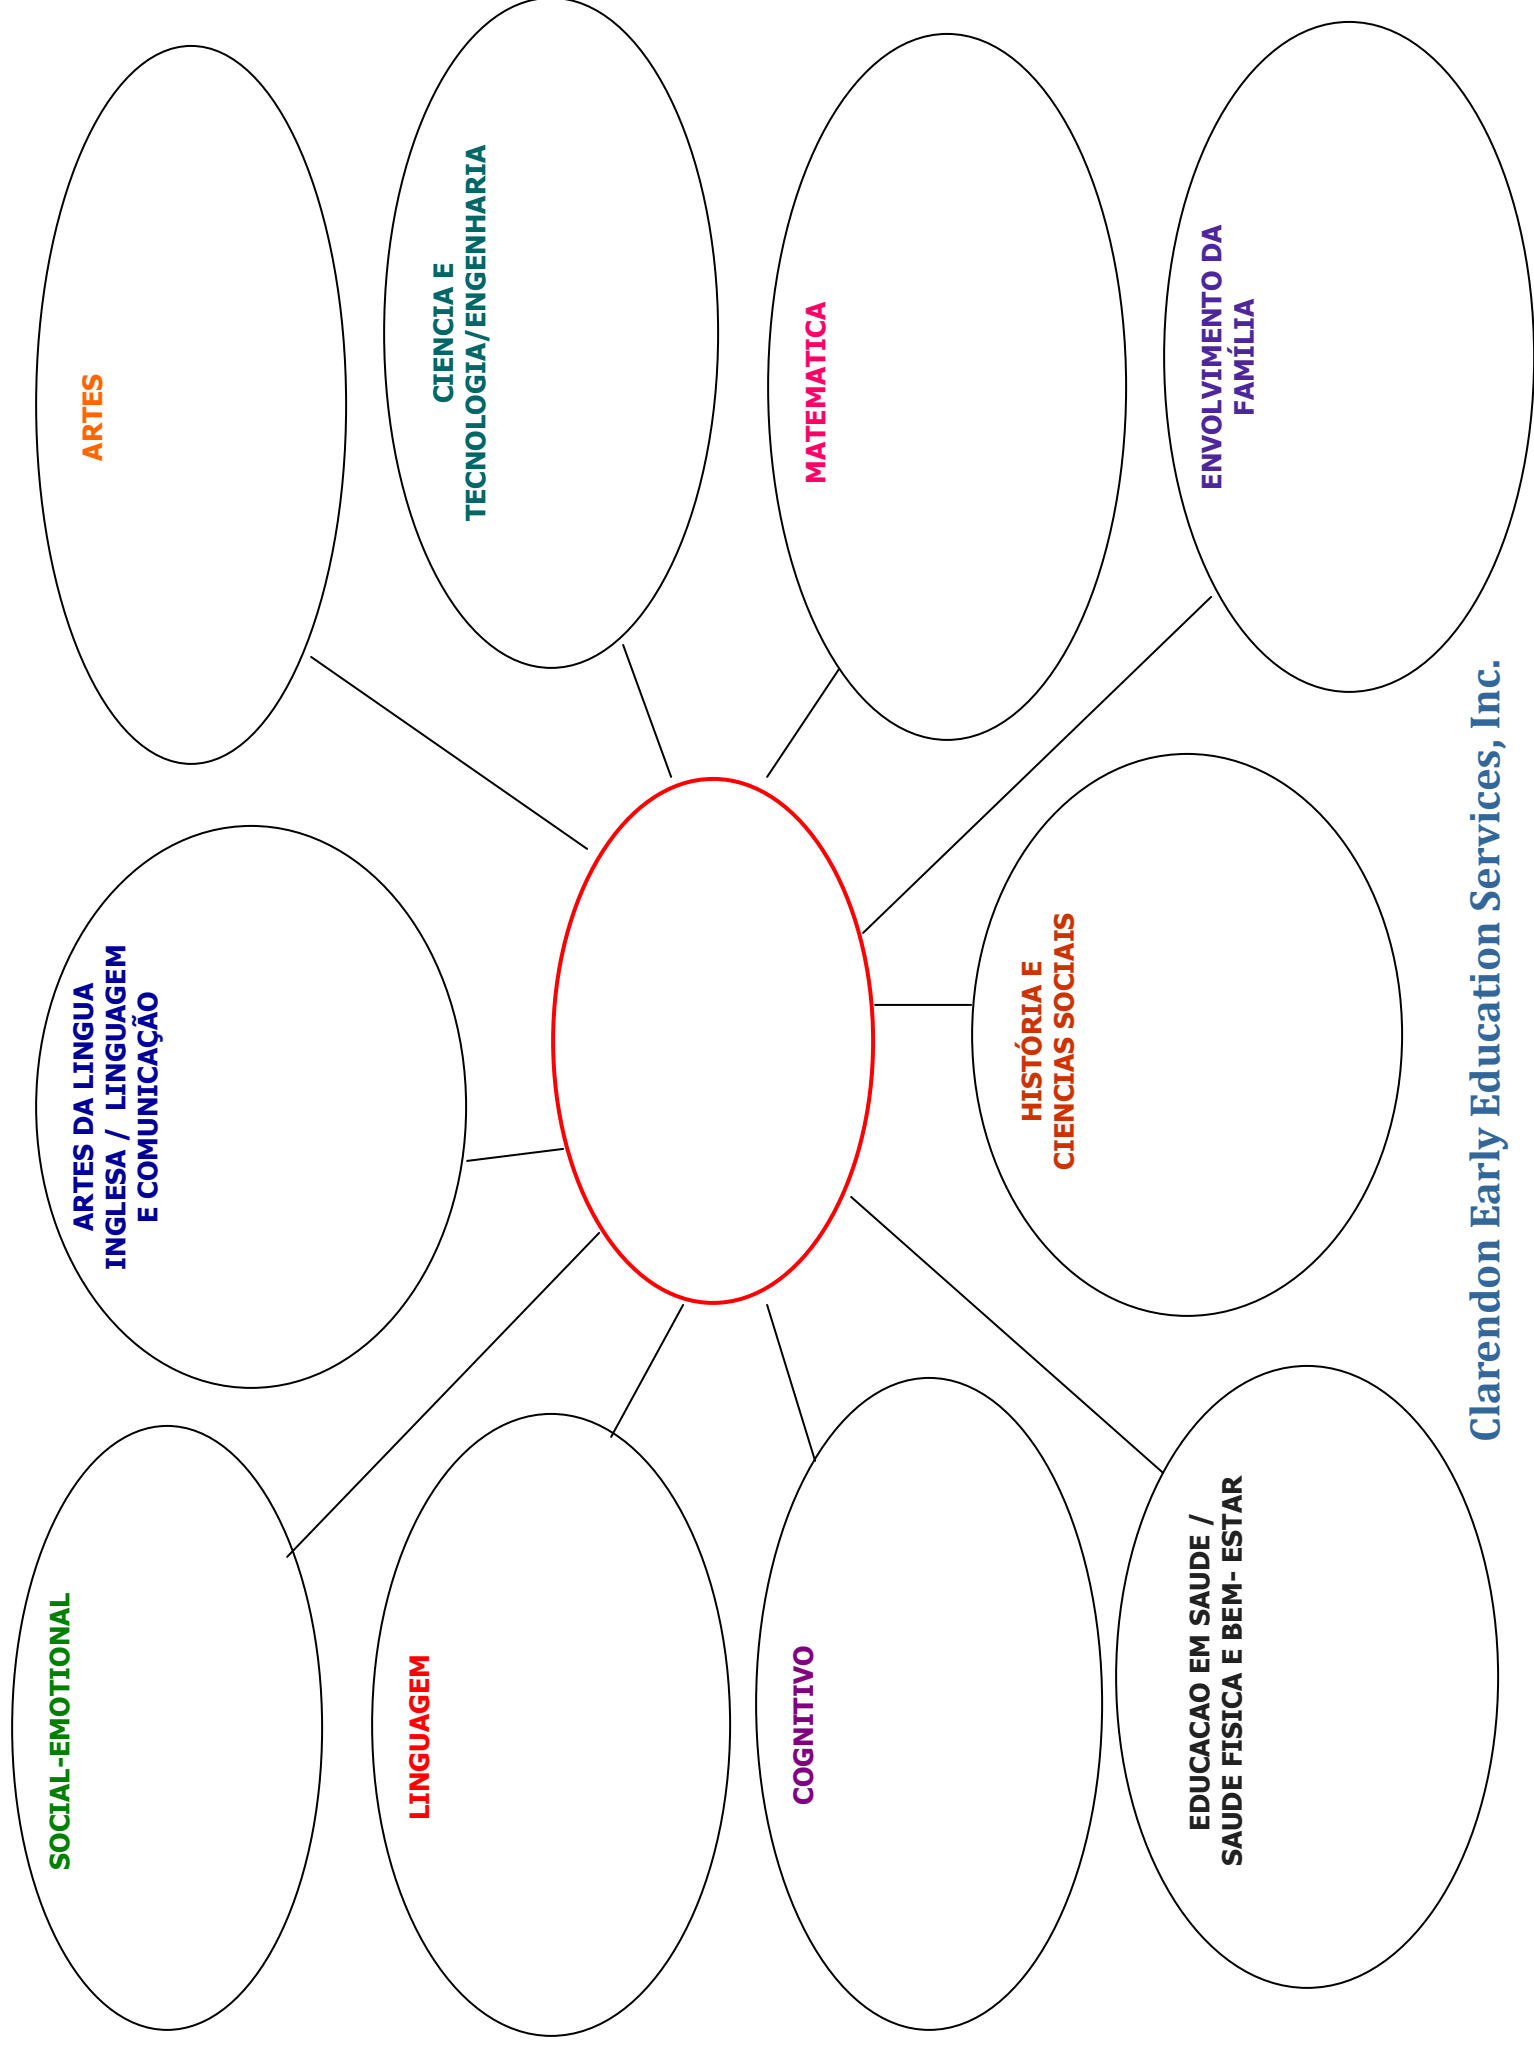 SOCIAL-EMOTIONAL
ARTES DA LINGUA
INGLESA / LINGUAGEM
E COMUNICAÇÃO
ARTES
LINGUAGEM
CIENCIA E
TECNOLOGIA/ENGENHARIA
COGNITIVO
MATEMATICA
EDUCACAO EM SAUDE /
SAUDE FISICA E BEM- ESTAR
HISTÓRIA E
CIENCIAS SOCIAIS
ENVOLVIMENTO DA
FAMÍLIA
Clarendon Early Education Services, Inc.